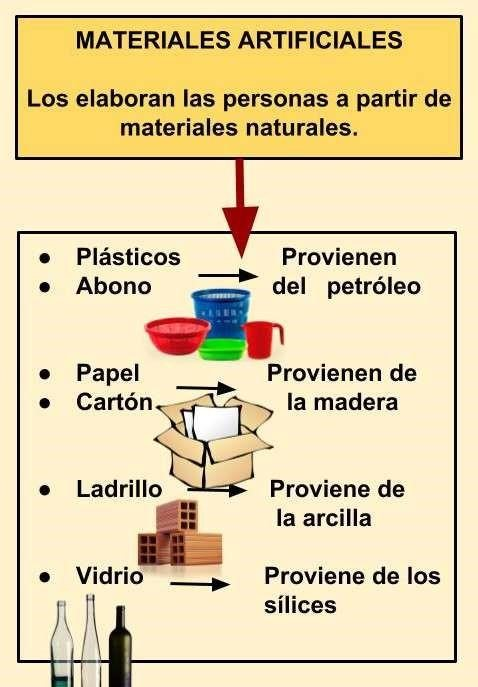 MATERIALES ARTIFICIALES
Los elaboran las personas a partir de
materiales naturales.
● Plásticos Provienen
● Abono del petróleo
● Papel Provienen de
● Cartón la madera
● Ladrillo Proviene de
la arcilla
● Vidrio Proviene de los
sílices